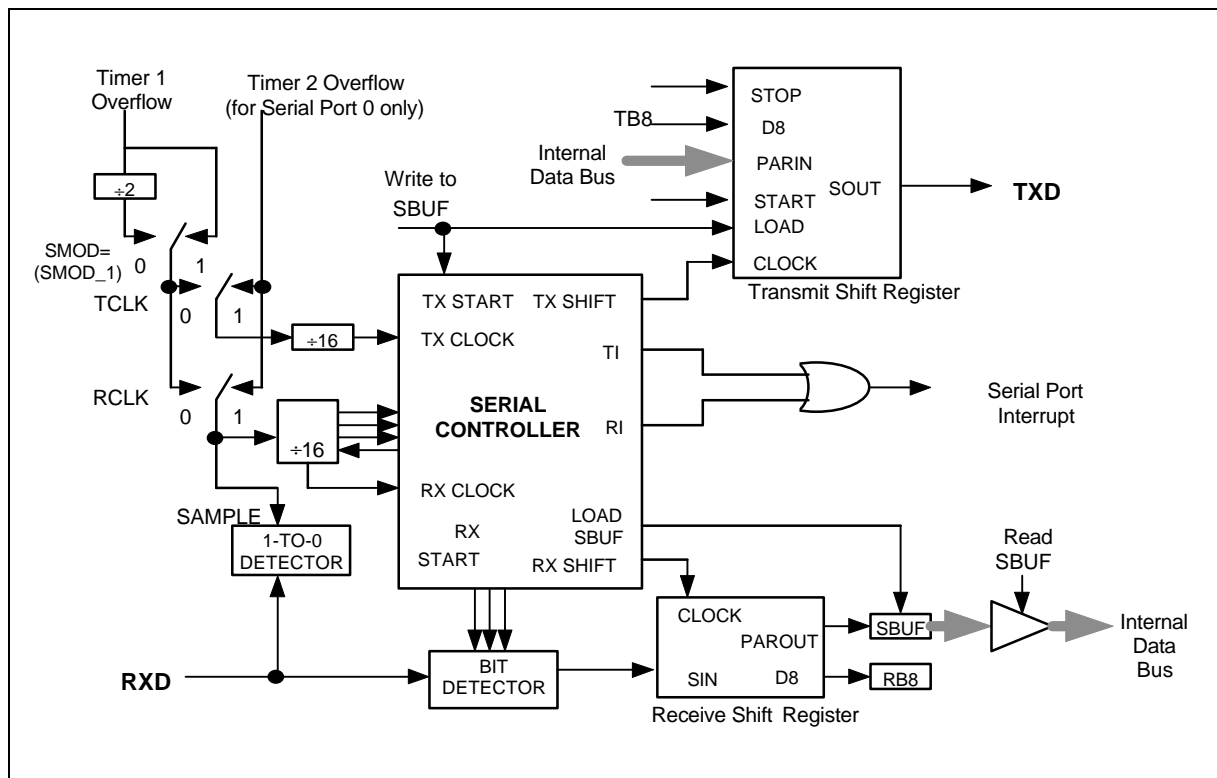 Timer 1
Overflow
Timer 2 Overflow
(for Serial Port 0 only)
÷2
SMOD=
(SMOD_1)
0
1
TCLK
0
1
÷16
RCLK
0
1
÷16
SAMPLE
1-TO-0
DETECTOR
RXD
Write to
SBUF
TX START
TX SHIFT
TX CLOCK
TI
SERIAL
CONTROLLER
RI
RX CLOCK
LOAD
SBUF
RX
START
RX SHIFT
BIT
DETECTOR
TB8
Internal
Data Bus
STOP
D8
PARIN
SOUT
START
LOAD
CLOCK
Transmit Shift Register
TXD
Serial Port
Interrupt
CLOCK
PAROUT
SIN
D8
Receive Shift Register
SBUF
RB8
Read
SBUF
Internal
Data
Bus